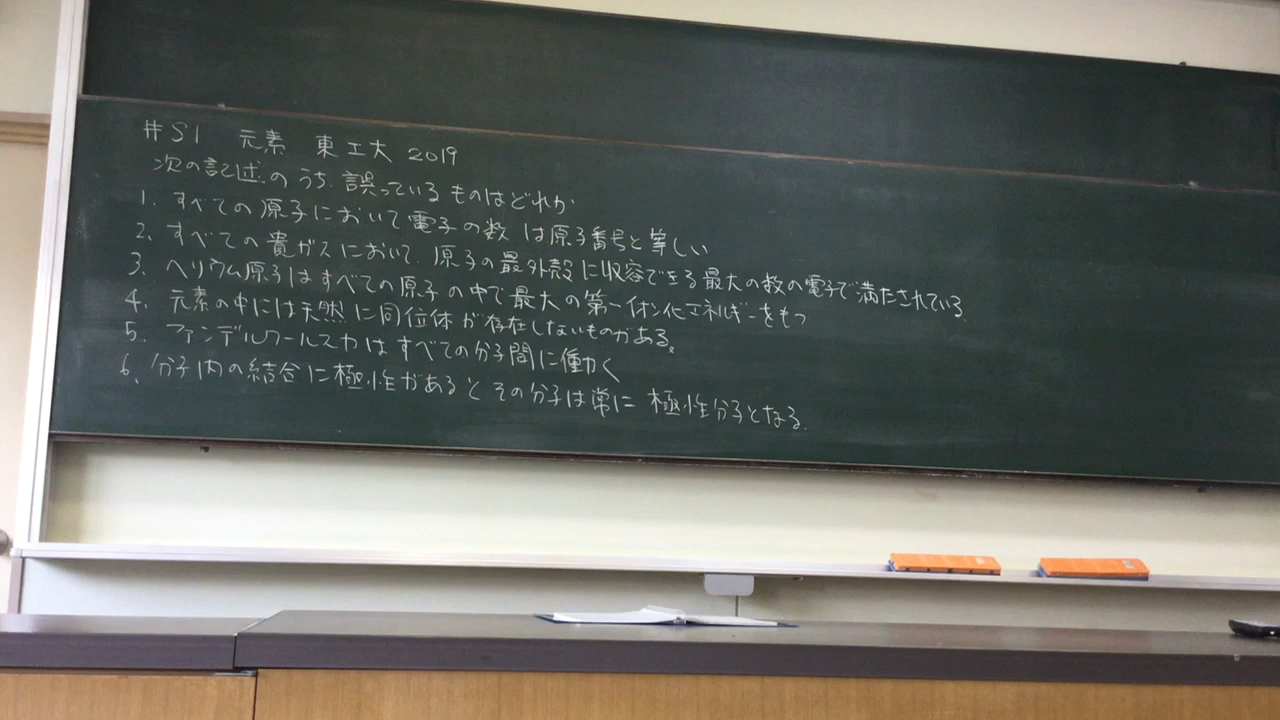 #S1 元素 東工大 2019
次の記述のうち、誤っているものはどれか
1. すべての原子において電子の数は原子番号と等しい
2. すべての貴ガスにおいて、原子の最外殻に収容できる最大の数の電子で満たされている。
3. ヘリウム原子はすべての原子の中で最大の第一イオン化エネルギーをもつ
4. 元素の中には天然に同位体が存在しないものがある。
5. ファンデルワールス力はすべての分子間に働く
6. 分子内の結合に極性があるとその分子は常に極性分子となる。